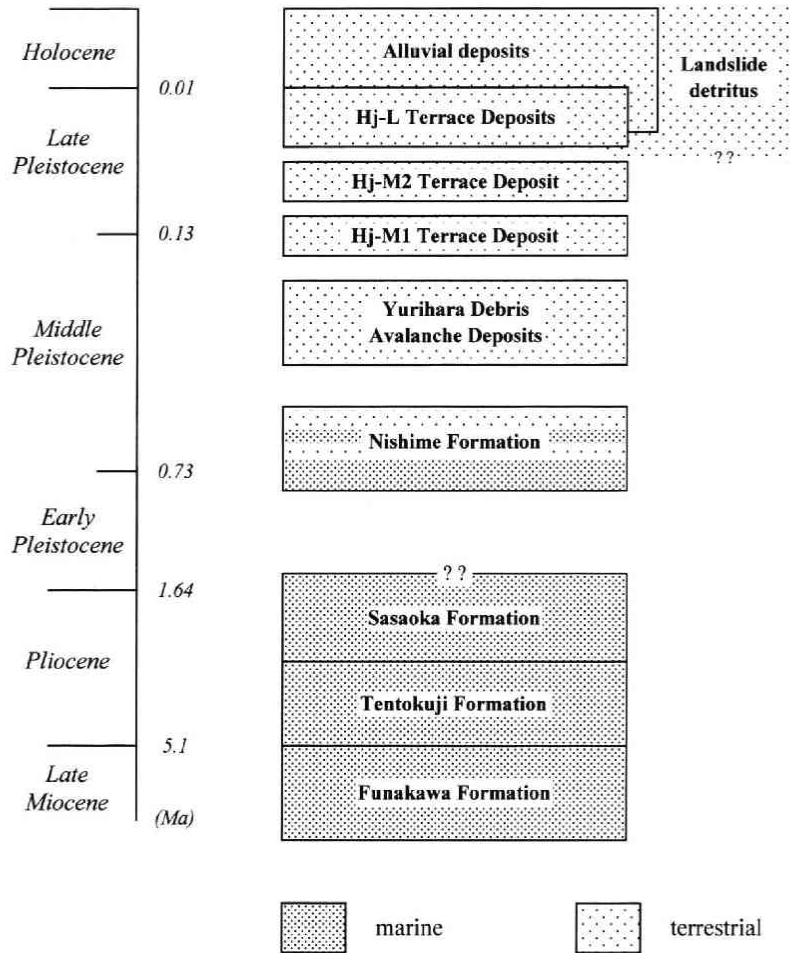 Holocene
Alluvial deposits
Landslide
detritus
0.01
Hj-L Terrace Deposits
Late
Pleistocene
??
Hj-M2 Terrace Deposit
0.13
Hj-M1 Terrace Deposit
Yurihara Debris
Avalanche Deposits
Middle
Pleistocene
Nishime Formation
0.73
Early
Pleistocene
??
1.64
Sasaoka Formation
Pliocene
Tentokuji Formation
5.1
Late
Miocene
Funakawa Formation
(Ma)
marine
terrestrial